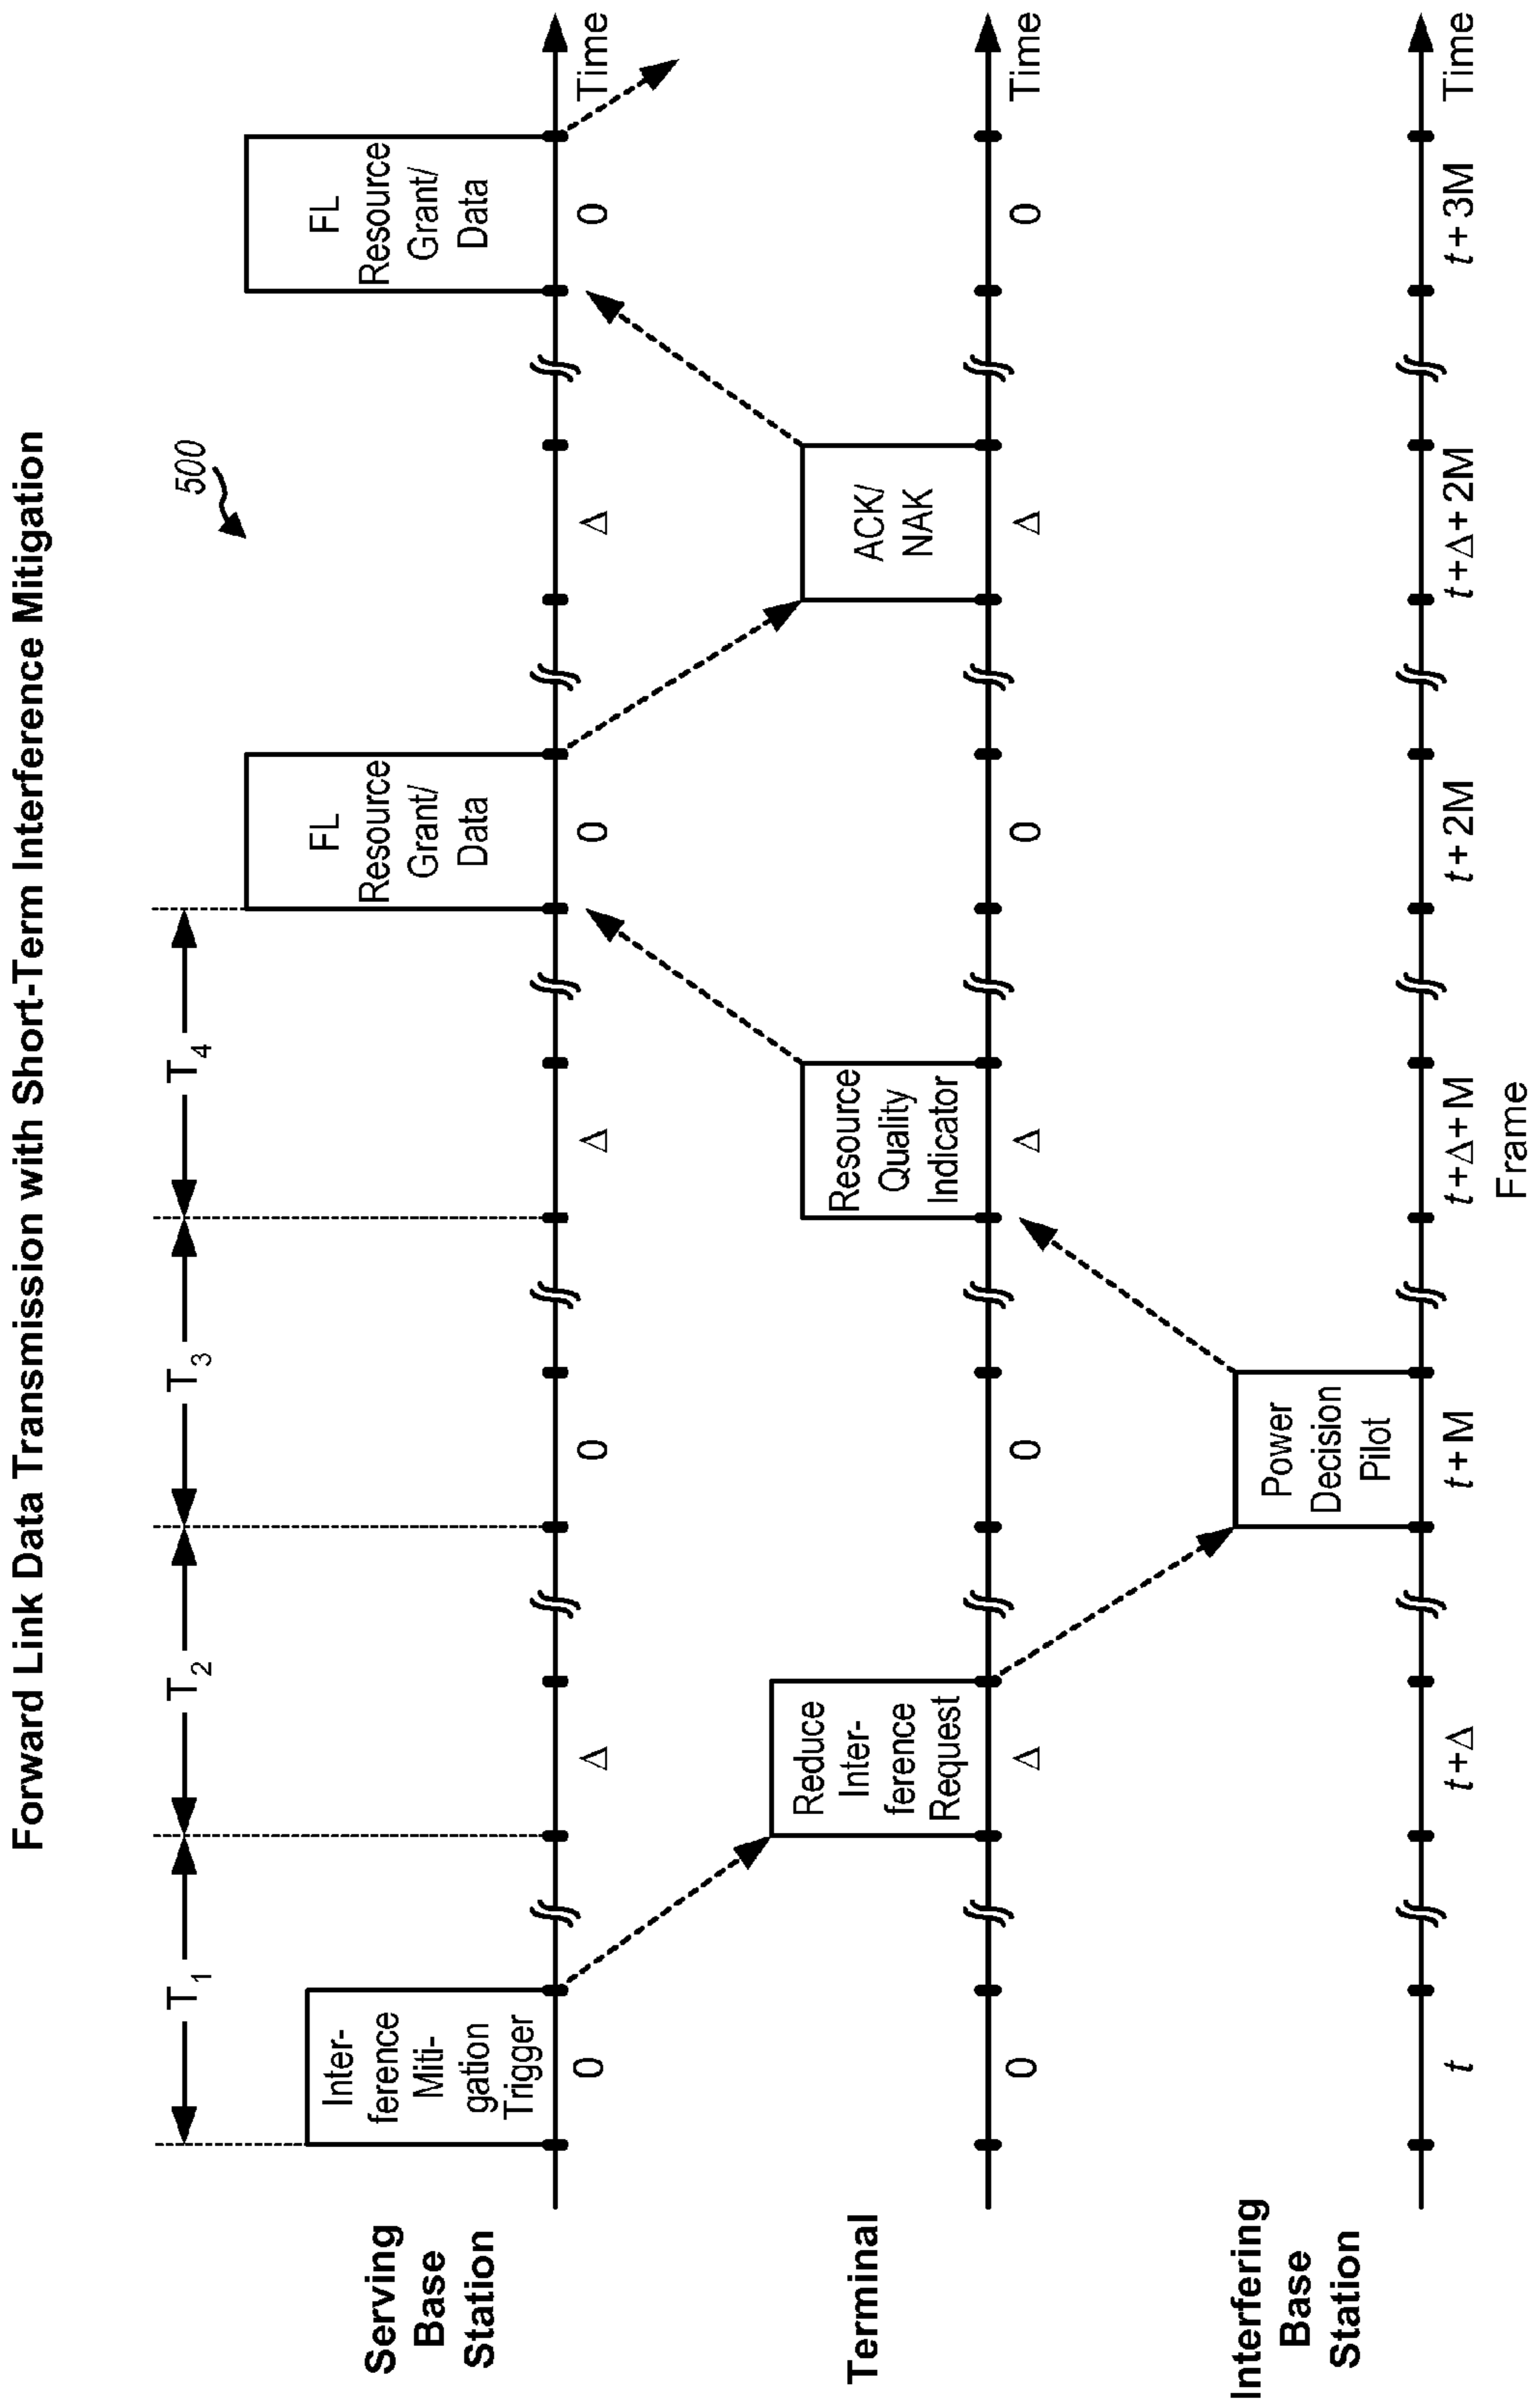 Forward Link Data Transmission with Short-Term Interference Mitigation
500
T1
T2
T3
T4
Serving
Base
Station
Inter-
ference
Miti-
gation
Trigger
FL
Resource
Grant/
Data
FL
Resource
Grant/
Data
0
Δ
0
Δ
0
Δ
0
Time
Terminal
Reduce
Inter-
ference
Request
Resource
Quality
Indicator
ACK/
NAK
0
Δ
0
Δ
0
Δ
0
Time
Interfering
Base
Station
Power
Decision
Pilot
t
t+Δ
t+M
t+Δ+M
t+2M
t+Δ+2M
t+3M
Time
Frame